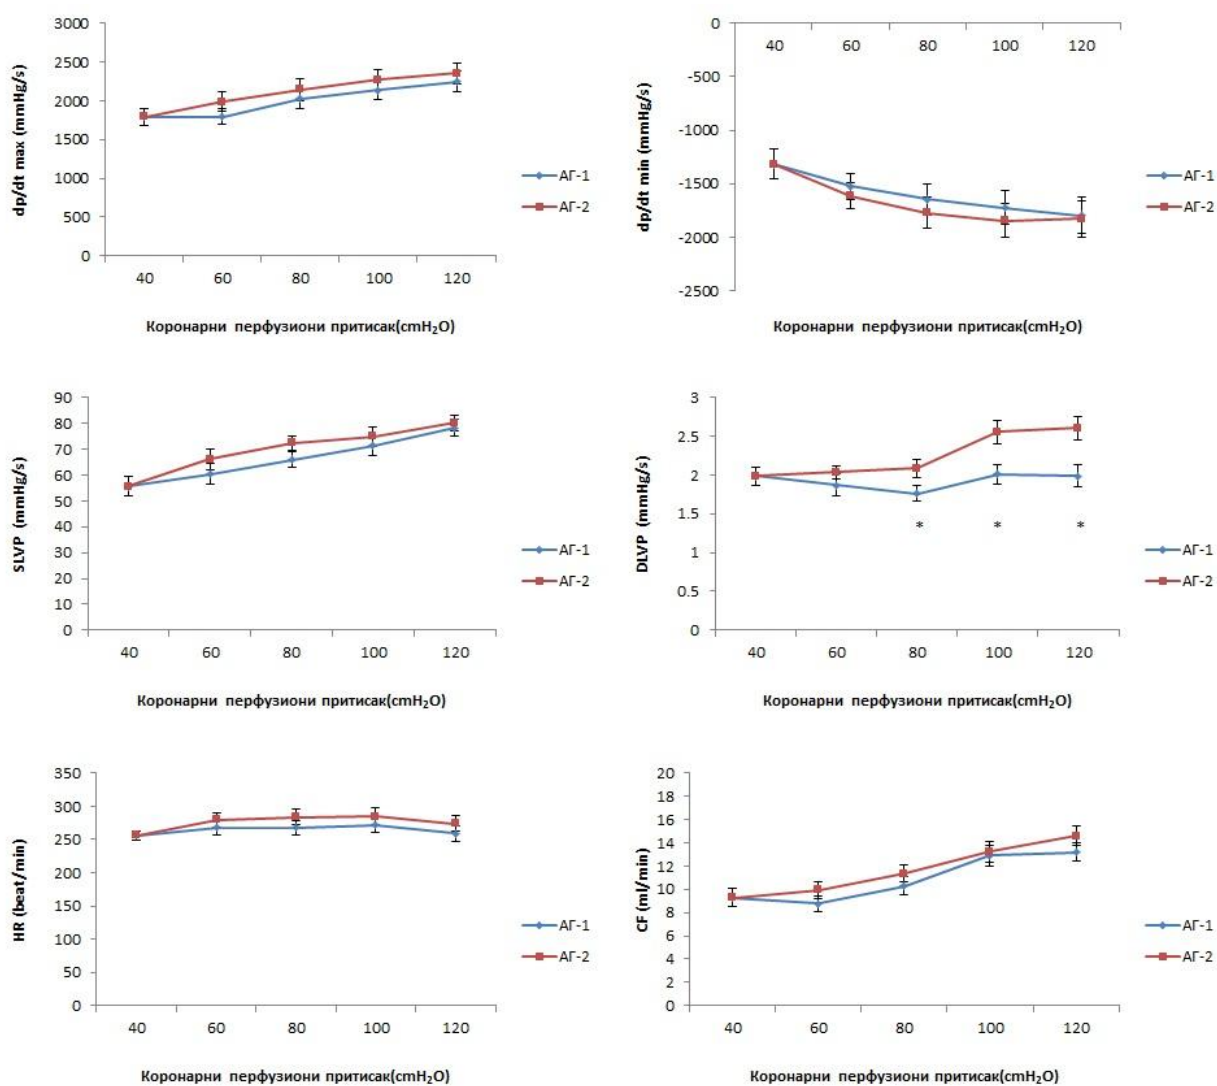 dp/dt max (mmHg/s)
3000
2500
2000
1500
1000
500
0
40 60 80 100 120
Коронарни перфузиони притисак(cmH₂O)
АГ-1
АГ-2
dp/dt min (mmHg/s)
0
-500
-1000
-1500
-2000
-2500
40 60 80 100 120
Коронарни перфузиони притисак(cmH₂O)
АГ-1
АГ-2
SLVP (mmHg/s)
90
80
70
60
50
40
30
20
10
0
40 60 80 100 120
Коронарни перфузиони притисак(cmH₂O)
АГ-1
АГ-2
DLVP (mmHg/s)
3
2.5
2
1.5
1
0.5
0
* * *
40 60 80 100 120
Коронарни перфузиони притисак(cmH₂O)
АГ-1
АГ-2
HR (beat/min)
350
300
250
200
150
100
50
0
40 60 80 100 120
Коронарни перфузиони притисак(cmH₂O)
АГ-1
АГ-2
CF (ml/min)
20
18
16
14
12
10
8
6
4
2
0
40 60 80 100 120
Коронарни перфузиони притисак(cmH₂O)
АГ-1
АГ-2